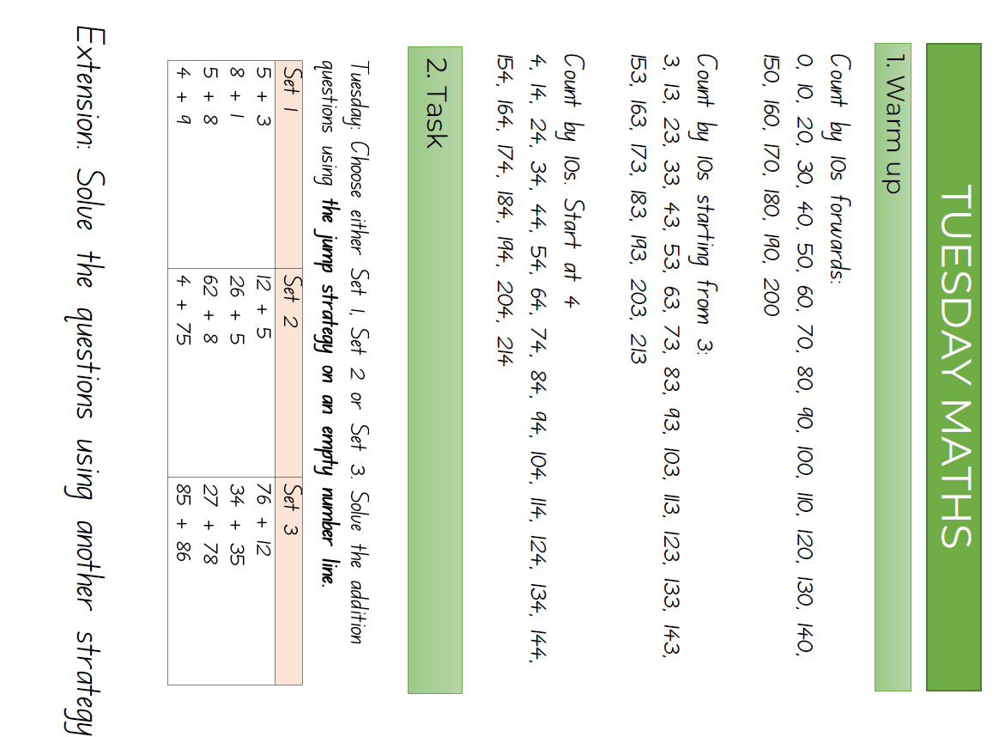 TUESDAY MATHS
1. Warm up
Count by 10s forwards:
0, 10, 20, 30, 40, 50, 60, 70, 80, 90, 100, 110, 120, 130, 140,
150, 160, 170, 180, 190, 200
Count by 10s starting from 3:
3, 13, 23, 33, 43, 53, 63, 73, 83, 93, 103, 113, 123, 133, 143,
153, 163, 173, 183, 193, 203, 213
Count by 10s. Start at 4
4, 14, 24, 34, 44, 54, 64, 74, 84, 94, 104, 114, 124, 134, 144,
154, 164, 174, 184, 194, 204, 214
2. Task
Tuesday: Choose either Set 1, Set 2 or Set 3. Solve the addition
questions using the jump strategy on an empty number line.
Set 1 Set 2 Set 3
5 + 3 12 + 5 76 + 12
8 + 1 26 + 5 34 + 35
5 + 8 62 + 8 27 + 78
4 + 9 4 + 75 85 + 86
Extension: Solve the questions using another strategy